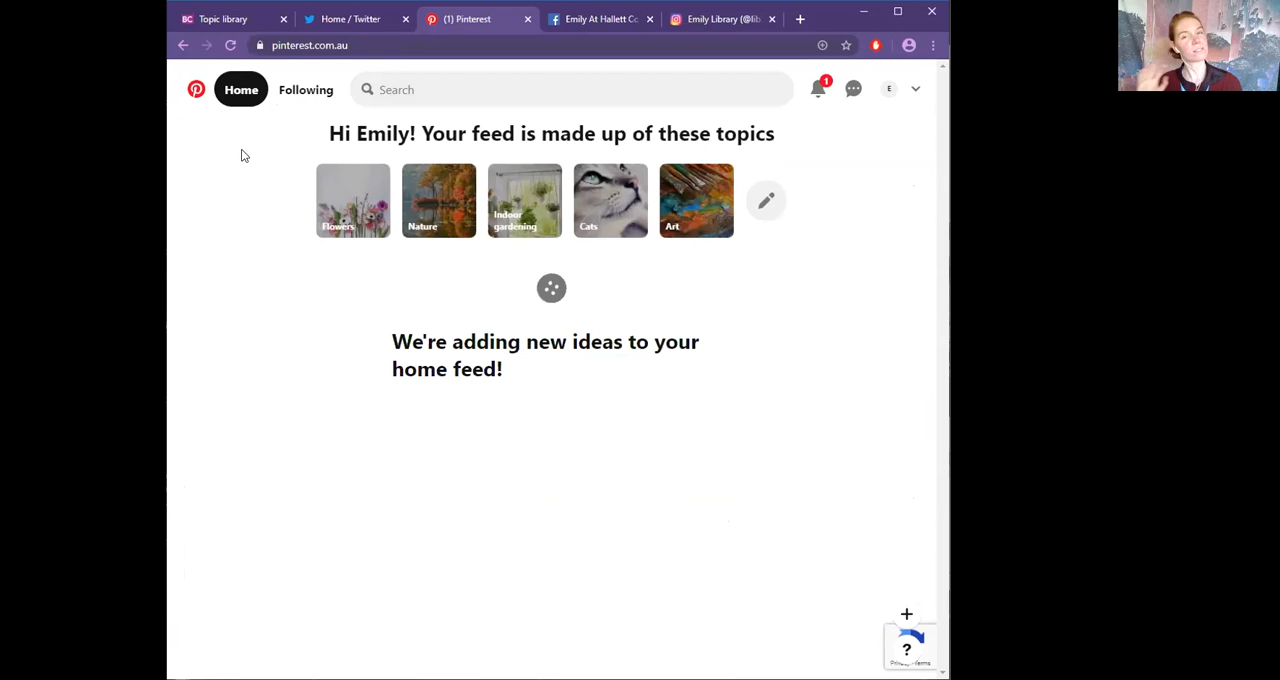 BC Topic library
Home / Twitter
(1) Pinterest
Emily At Hallett Co
Emily Library (@lib
pinterest.com.au
Home
Following
Search
1
E
Hi Emily! Your feed is made up of these topics
Flowers
Nature
Indoor
gardening
Cats
Art
We're adding new ideas to your
home feed!
+
?